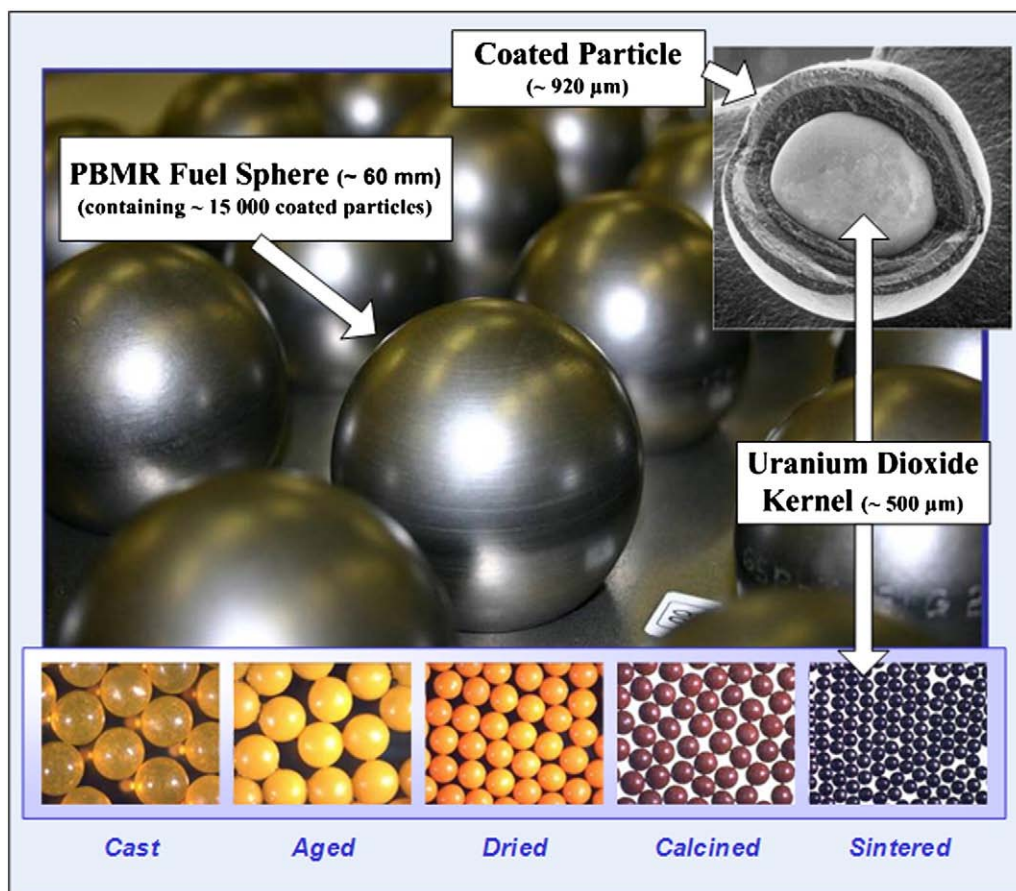 Coated Particle
(~ 920 µm)
PBMR Fuel Sphere (~ 60 mm)
(containing ~ 15 000 coated particles)
Uranium Dioxide
Kernel (~ 500 µm)
Cast
Aged
Dried
Calcined
Sintered